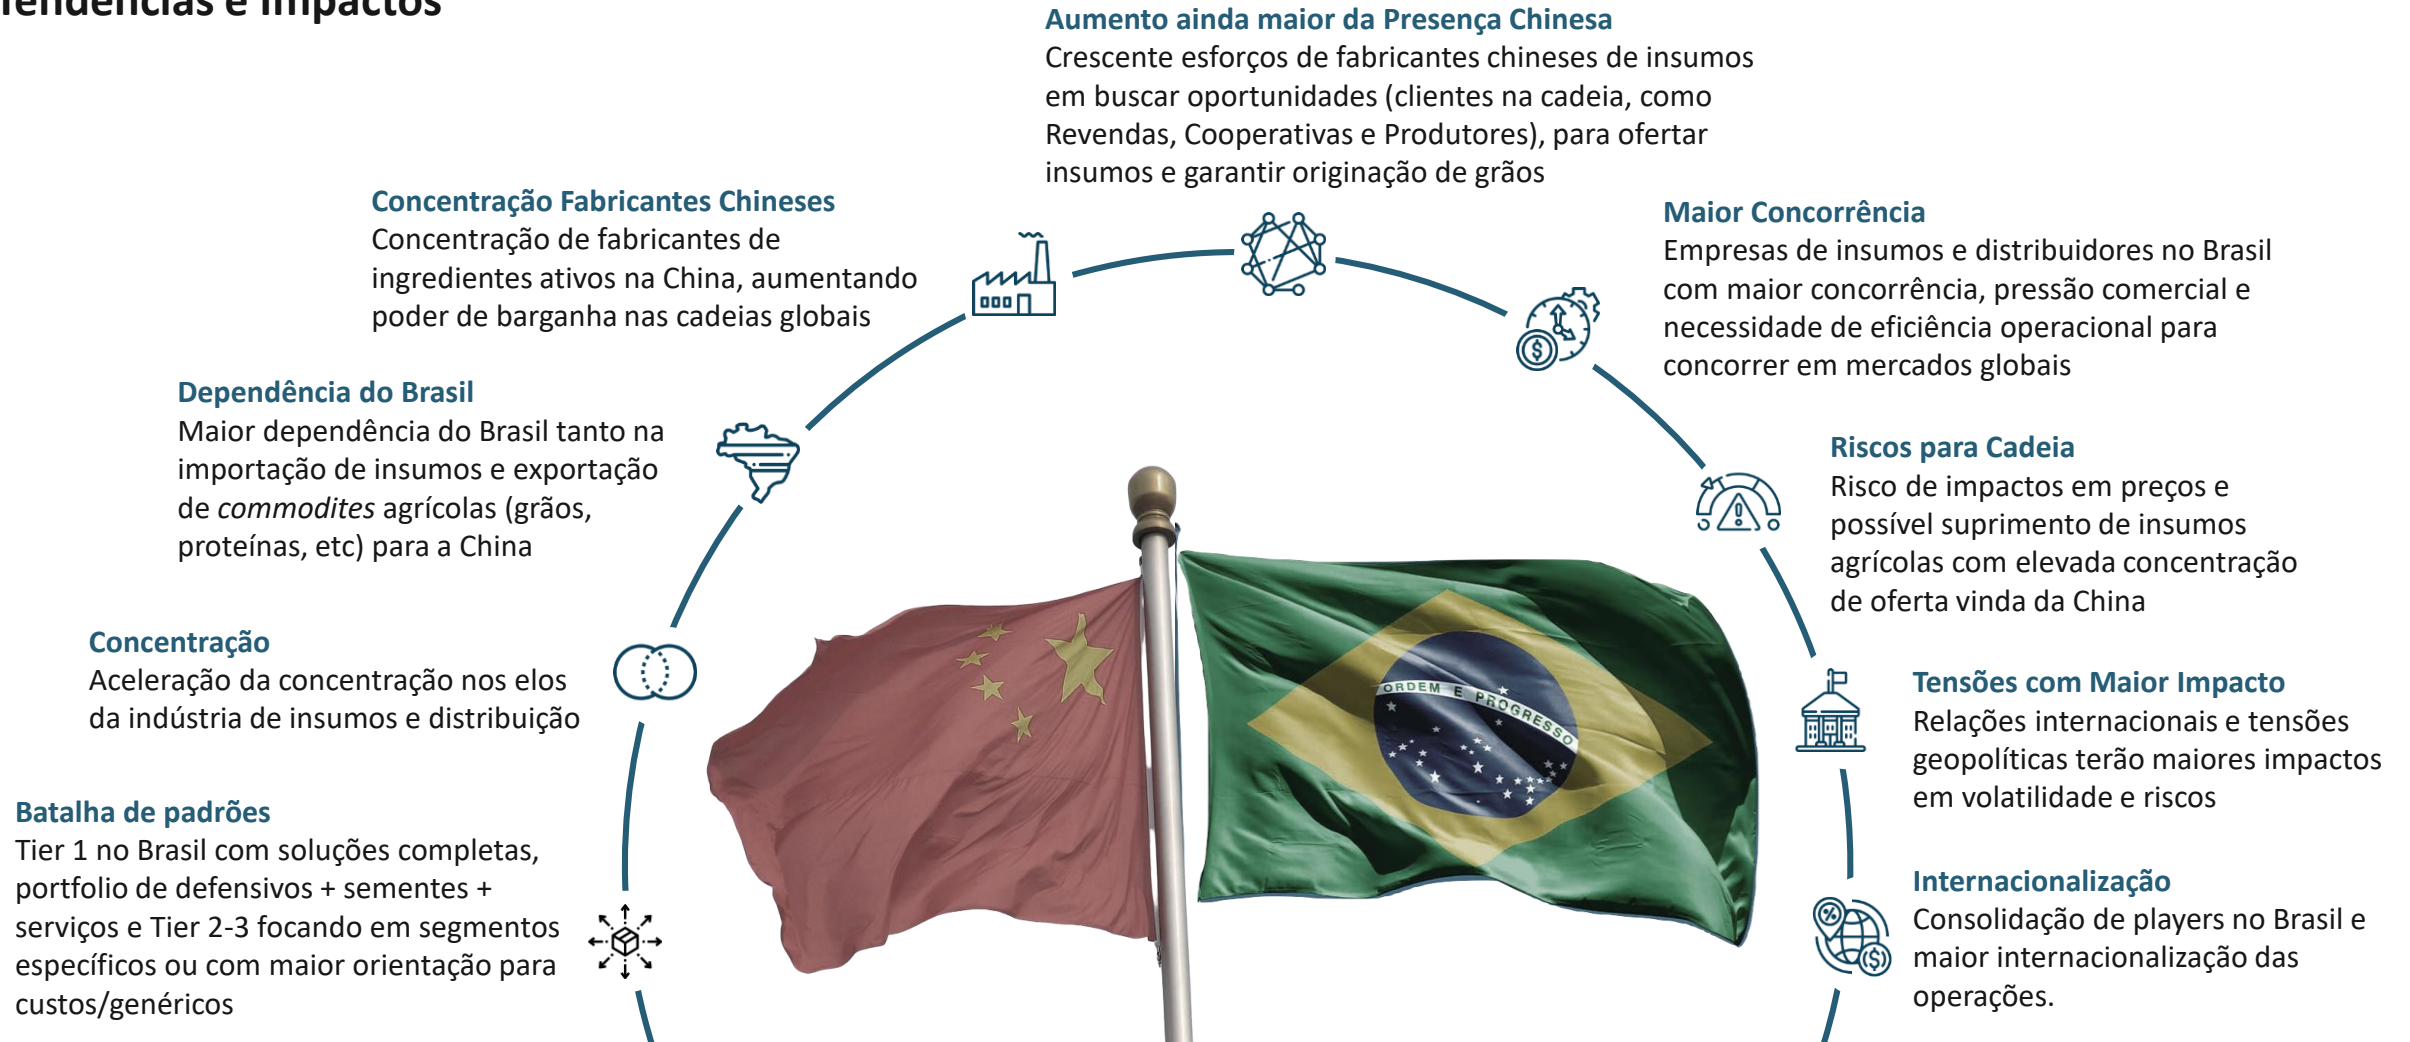 Tendências e Impactos
Aumento ainda maior da Presença Chinesa
Crescente esforços de fabricantes chineses de insumos
em buscar oportunidades (clientes na cadeia, como
Revendas, Cooperativas e Produtores), para ofertar
insumos e garantir originação de grãos
Concentração Fabricantes Chineses
Concentração de fabricantes de
ingredientes ativos na China, aumentando
poder de barganha nas cadeias globais
Maior Concorrência
Empresas de insumos e distribuidores no Brasil
com maior concorrência, pressão comercial e
necessidade de eficiência operacional para
concorrer em mercados globais
Dependência do Brasil
Maior dependência do Brasil tanto na
importação de insumos e exportação
de commodites agrícolas (grãos,
proteínas, etc) para a China
Riscos para Cadeia
Risco de impactos em preços e
possível suprimento de insumos
agrícolas com elevada concentração
de oferta vinda da China
Concentração
Aceleração da concentração nos elos
da indústria de insumos e distribuição
Tensões com Maior Impacto
Relações internacionais e tensões
geopolíticas terão maiores impactos
em volatilidade e riscos
Batalha de padrões
Tier 1 no Brasil com soluções completas,
portfolio de defensivos + sementes +
serviços e Tier 2-3 focando em segmentos
específicos ou com maior orientação para
custos/genéricos
Internacionalização
Consolidação de players no Brasil e
maior internacionalização das
operações.
ORDEM E PROGRESSO